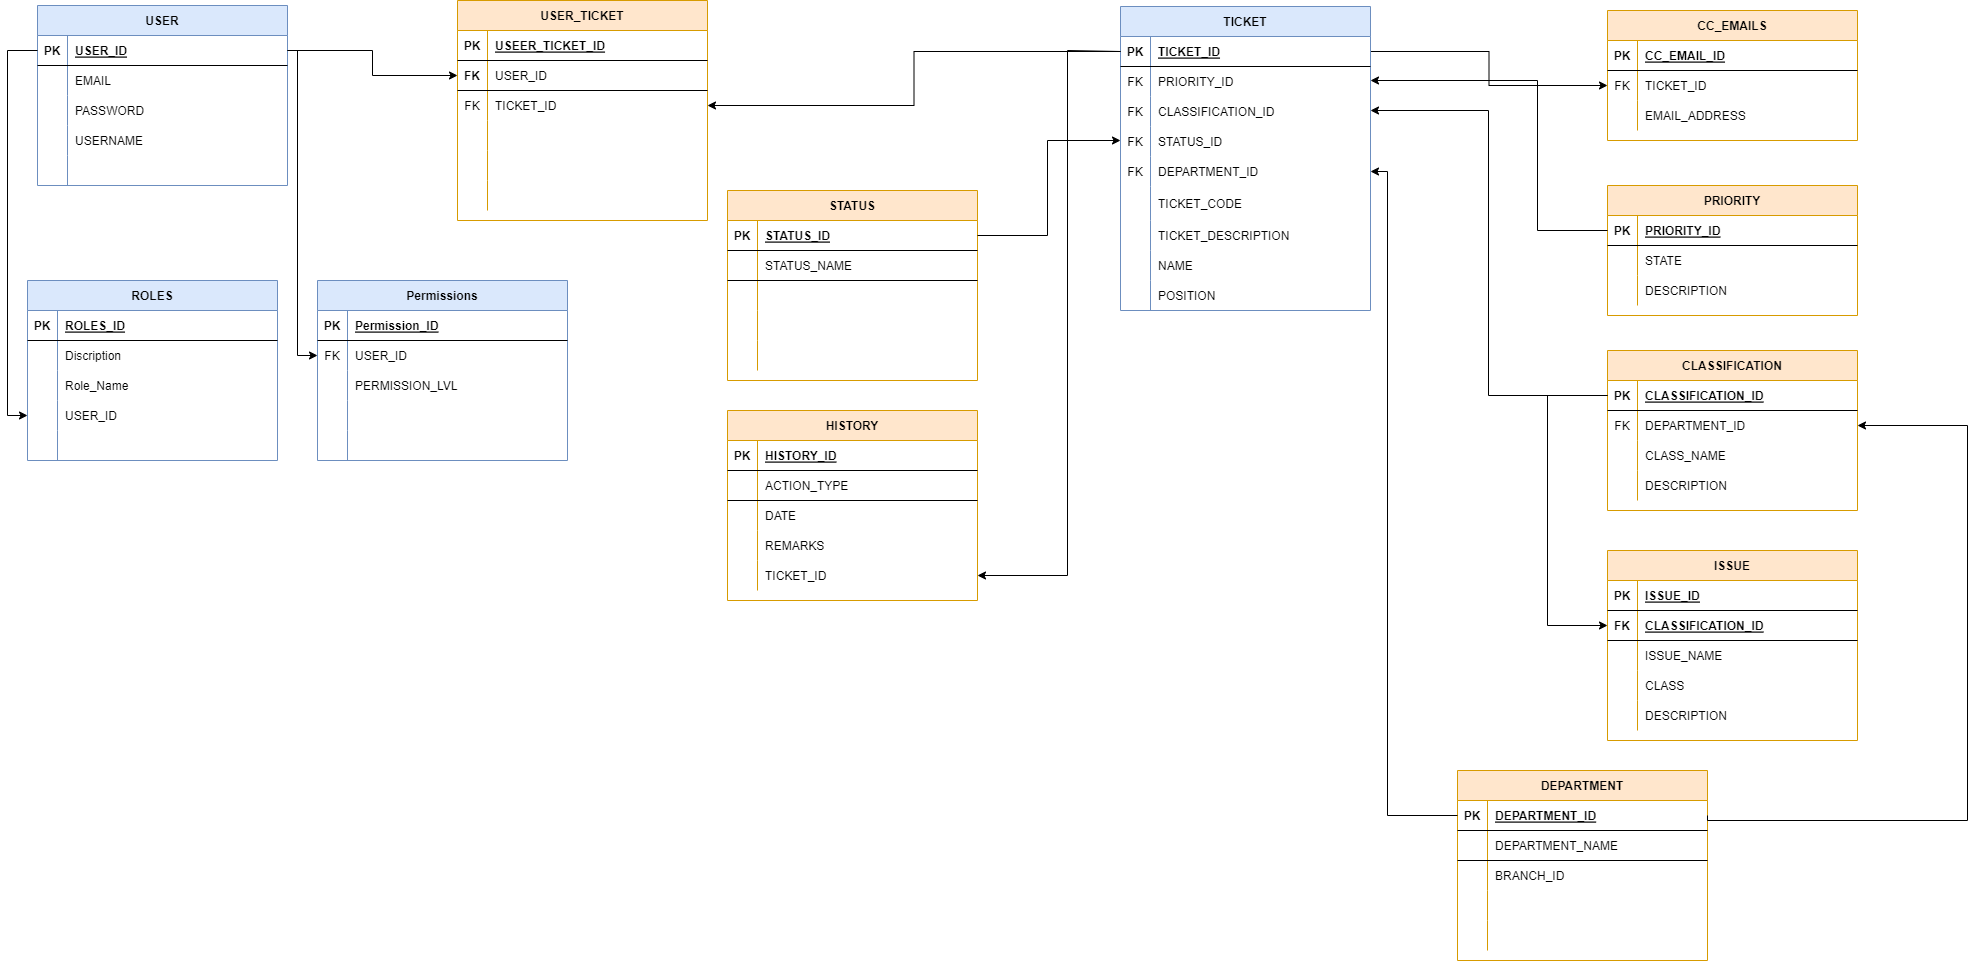 USER
PK USER_ID
EMAIL
PASSWORD
USERNAME
USER_TICKET
PK USEER_TICKET_ID
FK USER_ID
FK TICKET_ID
TICKET
PK TICKET_ID
FK PRIORITY_ID
FK CLASSIFICATION_ID
FK STATUS_ID
FK DEPARTMENT_ID
TICKET_CODE
TICKET_DESCRIPTION
NAME
POSITION
CC_EMAILS
PK CC_EMAIL_ID
FK TICKET_ID
EMAIL_ADDRESS
STATUS
PK STATUS_ID
STATUS_NAME
PRIORITY
PK PRIORITY_ID
STATE
DESCRIPTION
ROLES
PK ROLES_ID
Discription
Role_Name
USER_ID
Permissions
PK Permission_ID
FK USER_ID
PERMISSION_LVL
HISTORY
PK HISTORY_ID
ACTION_TYPE
DATE
REMARKS
TICKET_ID
CLASSIFICATION
PK CLASSIFICATION_ID
FK DEPARTMENT_ID
CLASS_NAME
DESCRIPTION
ISSUE
PK ISSUE_ID
FK CLASSIFICATION_ID
ISSUE_NAME
CLASS
DESCRIPTION
DEPARTMENT
PK DEPARTMENT_ID
DEPARTMENT_NAME
BRANCH_ID